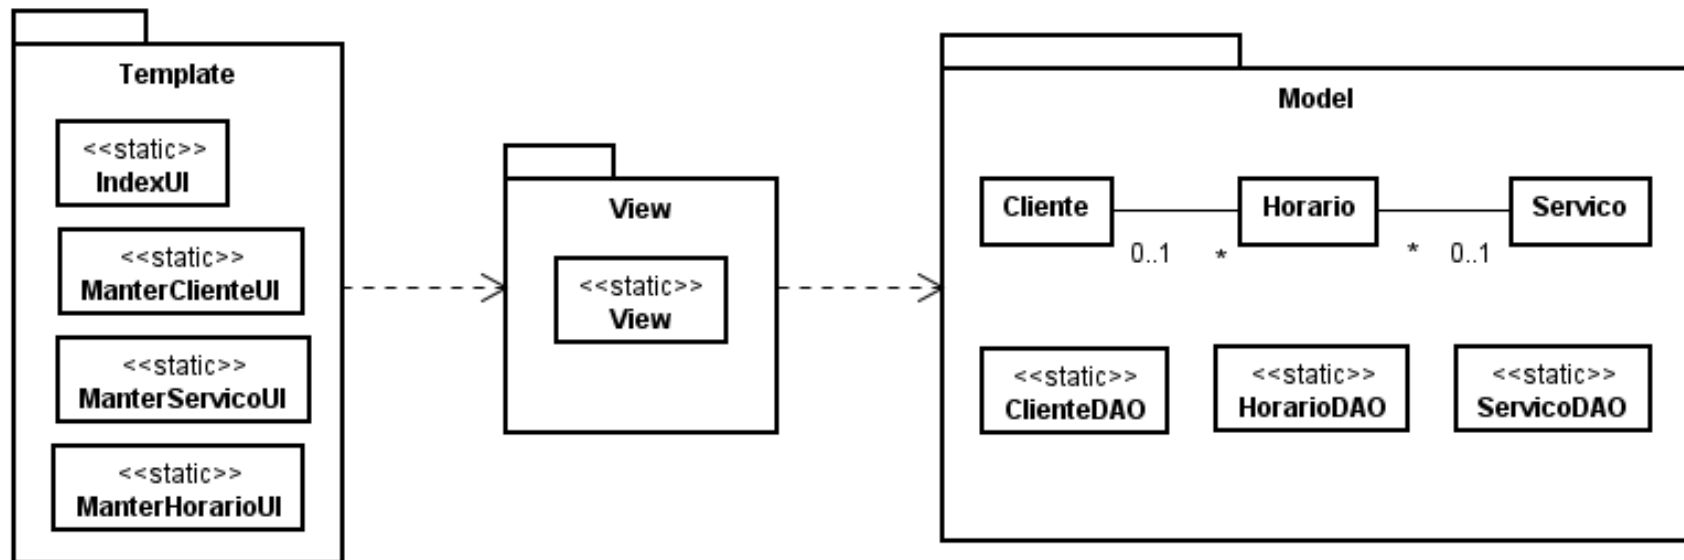 Template
<<static>>
IndexUI
<<static>>
ManterClienteUI
<<static>>
ManterServicoUI
<<static>>
ManterHorarioUI
View
<<static>>
View
Model
Cliente
Horario
Servico
0..1
*
*
0..1
<<static>>
ClienteDAO
<<static>>
HorarioDAO
<<static>>
ServicoDAO